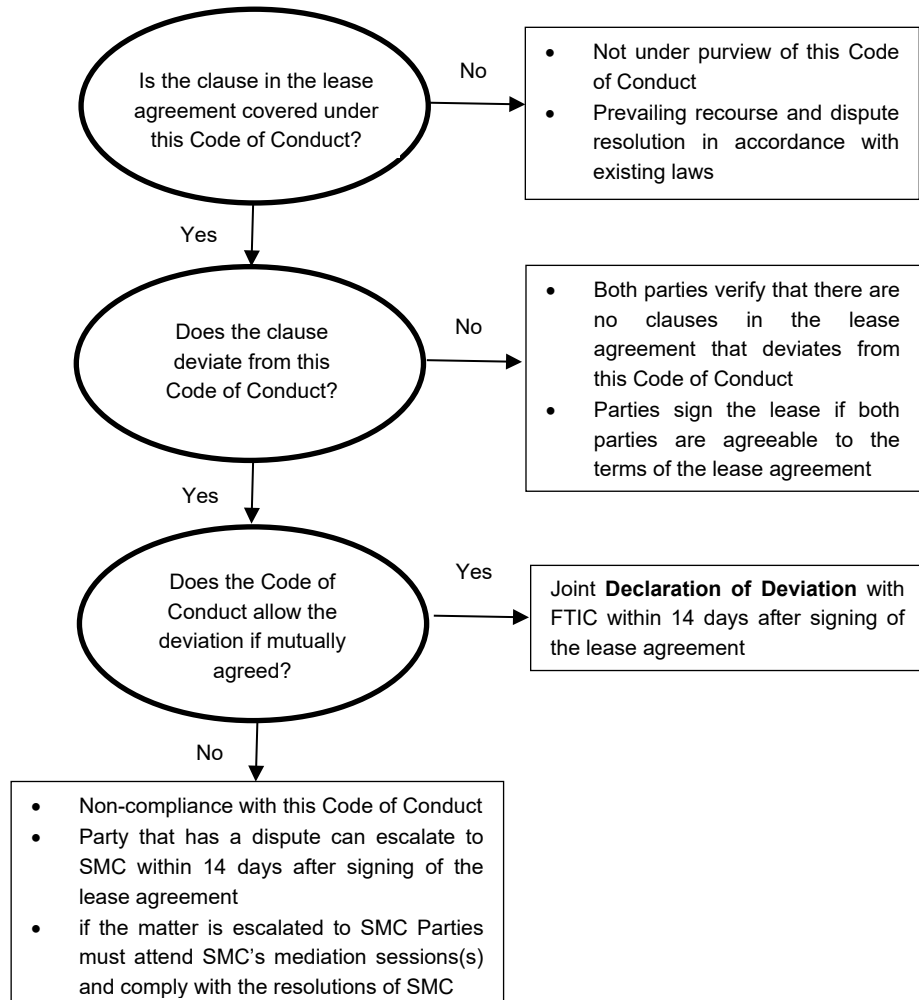 Is the clause in the lease
agreement covered under
this Code of Conduct?
No
• Not under purview of this Code
of Conduct
• Prevailing recourse and dispute
resolution in accordance with
existing laws
Yes
Does the clause
deviate from this
Code of Conduct?
No
• Both parties verify that there are
no clauses in the lease
agreement that deviates from
this Code of Conduct
• Parties sign the lease if both
parties are agreeable to the
terms of the lease agreement
Yes
Does the Code of
Conduct allow the
deviation if mutually
agreed?
Yes
Joint Declaration of Deviation with
FTIC within 14 days after signing of
the lease agreement
No
• Non-compliance with this Code of Conduct
• Party that has a dispute can escalate to
SMC within 14 days after signing of the
lease agreement
• if the matter is escalated to SMC Parties
must attend SMC's mediation sessions(s)
and comply with the resolutions of SMC